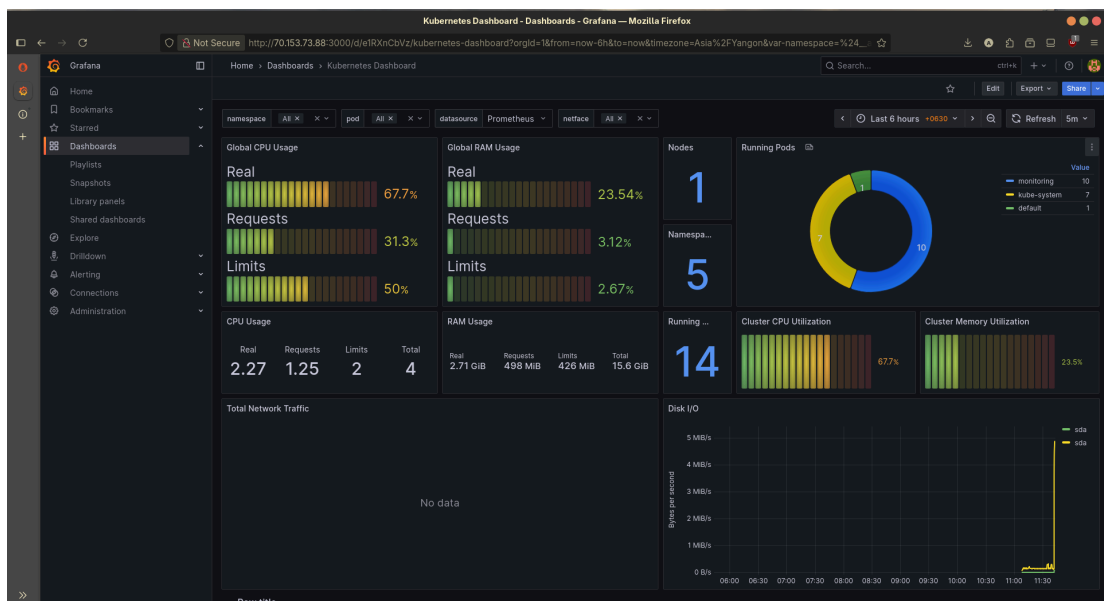 Kubernetes Dashboard - Dashboards - Grafana — Mozilla Firefox
Not Secure http://70.153.73.88:3000/d/e1RXnCbVz/kubernetes-dashboard?orgId=1&from=now-6h&to=now&timezone=Asia%2FYangon&var-namespace=%24_
Grafana
Home
Bookmarks
Starred
Dashboards
Playlists
Snapshots
Library panels
Shared dashboards
Explore
Drilldown
Alerting
Connections
Administration
Home › Dashboards › Kubernetes Dashboard
Search... ctrl+k
Edit Export Share
namespace All × pod All × datasource Prometheus netface All ×
Last 6 hours +0630 Refresh 5m
Global CPU Usage
Real
67.7%
Requests
31.3%
Limits
50%
Global RAM Usage
Real
23.54%
Requests
3.12%
Limits
2.67%
Nodes
1
Namespa...
5
Running Pods
1
7
10
Value
monitoring 10
kube-system 7
default 1
CPU Usage
Real Requests Limits Total
2.27 1.25 2 4
RAM Usage
Real Requests Limits Total
2.71 GiB 498 MiB 426 MiB 15.6 GiB
Running ...
14
Cluster CPU Utilization
67.7%
Cluster Memory Utilization
23.5%
Total Network Traffic
No data
Disk I/O
Bytes per second
5 MiB/s
4 MiB/s
3 MiB/s
2 MiB/s
1 MiB/s
0 B/s
06:00 06:30 07:00 07:30 08:00 08:30 09:00 09:30 10:00 10:30 11:00 11:30
sda
sda